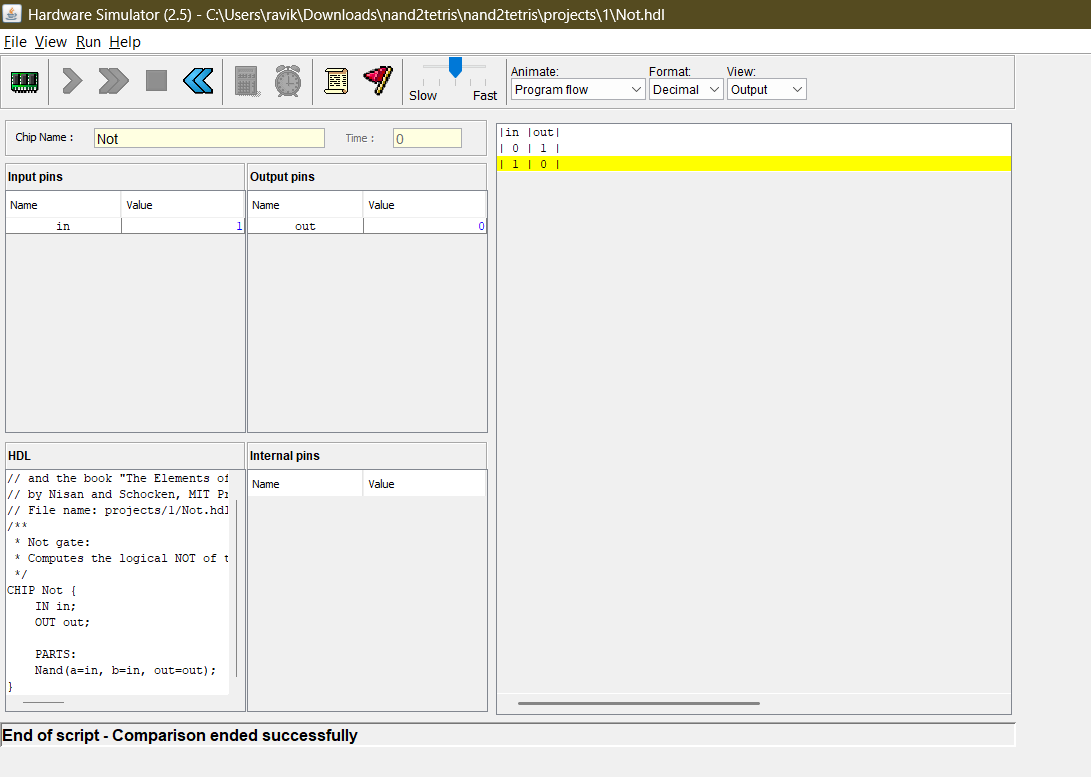 Hardware Simulator (2.5) - C:\Users\ravik\Downloads\nand2tetris\nand2tetris\projects\1\Not.hdl
File View Run Help
Slow Fast
Animate: Format: View:
Program flow Decimal Output
Chip Name : Not Time : 0
Input pins
Name Value
in 1
Output pins
Name Value
out 0
|in |out|
| 0 | 1 |
| 1 | 0 |
HDL
// and the book "The Elements of
// by Nisan and Schocken, MIT Pr
// File name: projects/1/Not.hdl
/**
* Not gate:
* Computes the logical NOT of t
*/
CHIP Not {
IN in;
OUT out;
PARTS:
Nand(a=in, b=in, out=out);
}
Internal pins
Name Value
End of script - Comparison ended successfully